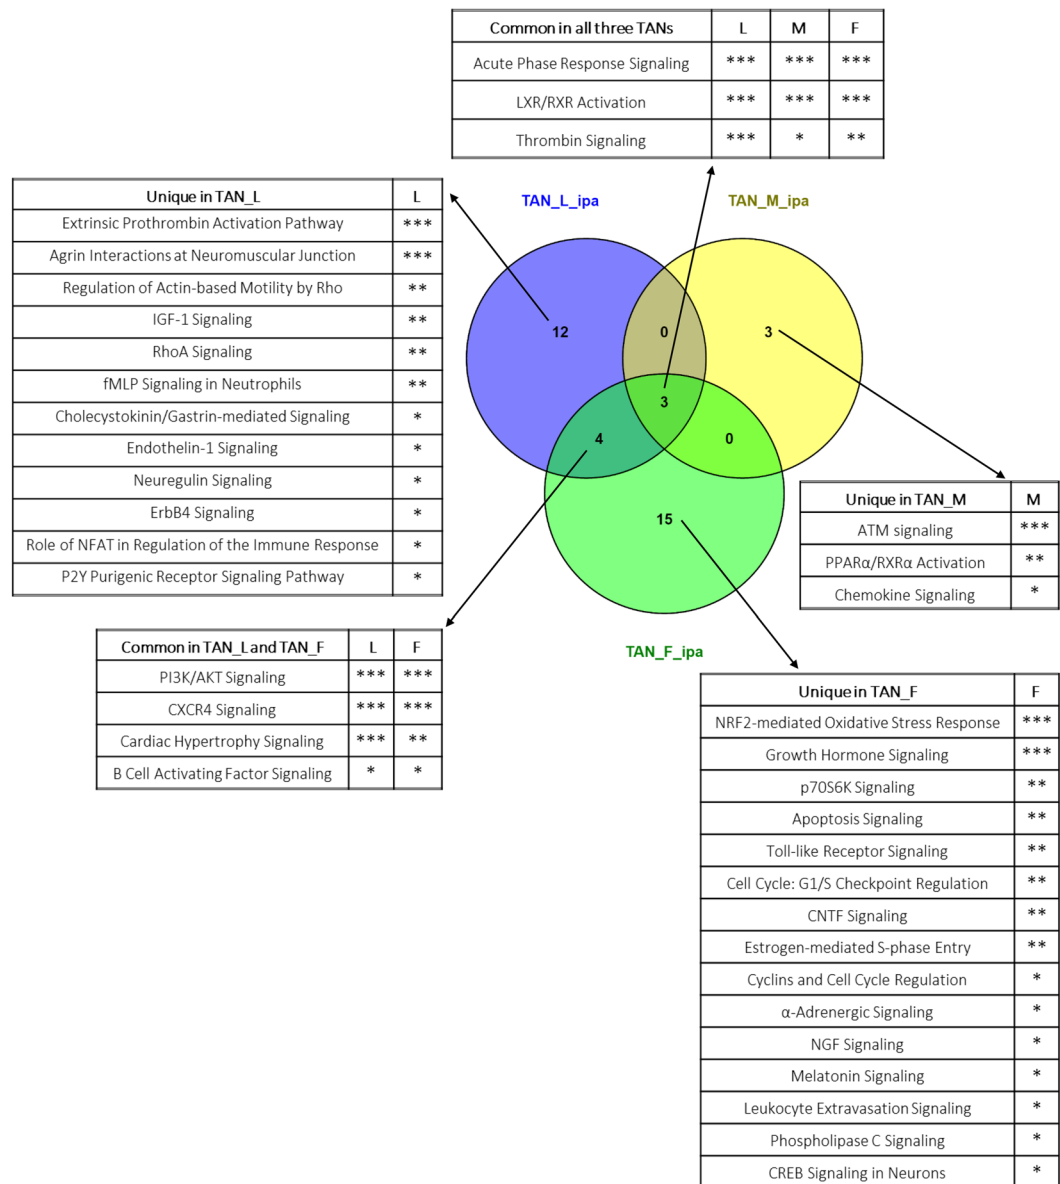 Common in all three TANs L M F
Acute Phase Response Signaling *** *** ***
LXR/RXR Activation *** *** ***
Thrombin Signaling *** * **
Unique in TAN_L L
Extrinsic Prothrombin Activation Pathway ***
Agrin Interactions at Neuromuscular Junction ***
Regulation of Actin-based Motility by Rho **
IGF-1 Signaling **
RhoA Signaling **
fMLP Signaling in Neutrophils **
Cholecystokinin/Gastrin-mediated Signaling *
Endothelin-1 Signaling *
Neuregulin Signaling *
ErbB4 Signaling *
Role of NFAT in Regulation of the Immune Response *
P2Y Purigenic Receptor Signaling Pathway *
TAN_L_ipa TAN_M_ipa
12 0 3
3
4 0
15
TAN_F_ipa
Unique in TAN_M M
ATM signaling ***
PPARα/RXRα Activation **
Chemokine Signaling *
Common in TAN_L and TAN_F L F
PI3K/AKT Signaling *** ***
CXCR4 Signaling *** ***
Cardiac Hypertrophy Signaling *** **
B Cell Activating Factor Signaling * *
Unique in TAN_F F
NRF2-mediated Oxidative Stress Response ***
Growth Hormone Signaling ***
p70S6K Signaling **
Apoptosis Signaling **
Toll-like Receptor Signaling **
Cell Cycle: G1/S Checkpoint Regulation **
CNTF Signaling **
Estrogen-mediated S-phase Entry **
Cyclins and Cell Cycle Regulation *
α-Adrenergic Signaling *
NGF Signaling *
Melatonin Signaling *
Leukocyte Extravasation Signaling *
Phospholipase C Signaling *
CREB Signaling in Neurons *